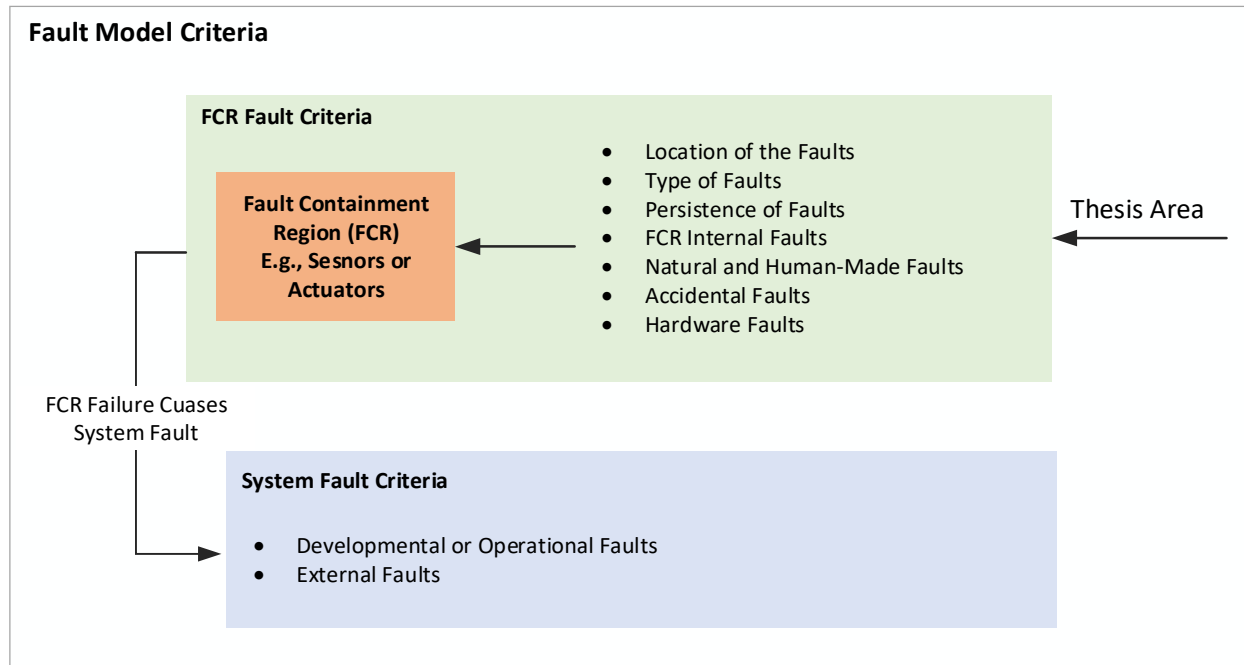 Fault Model Criteria
FCR Fault Criteria
Fault Containment
Region (FCR)
E.g., Sesnors or
Actuators
• Location of the Faults
• Type of Faults
• Persistence of Faults
• FCR Internal Faults
• Natural and Human-Made Faults
• Accidental Faults
• Hardware Faults
Thesis Area
FCR Failure Cuases
System Fault
System Fault Criteria
• Developmental or Operational Faults
• External Faults